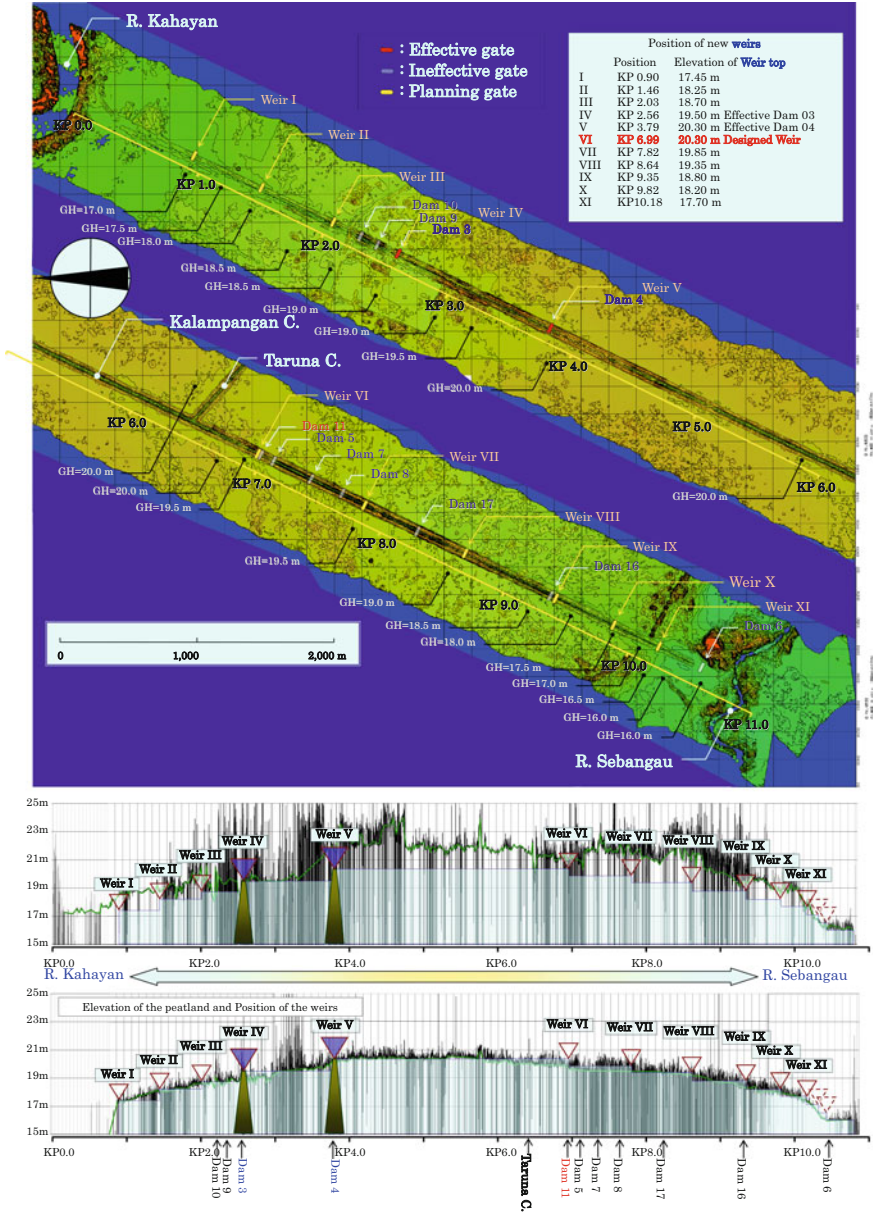 R. Kahayan
: Effective gate
: Ineffective gate
: Planning gate
Position of new weirs
Position Elevation of Weir top
I KP 0.90 17.45 m
II KP 1.46 18.25 m
III KP 2.03 18.70 m
IV KP 2.56 19.50 m Effective Dam 03
V KP 3.79 20.30 m Effective Dam 04
VI KP 6.99 20.30 m Designed Weir
VII KP 7.82 19.85 m
VIII KP 8.64 19.35 m
IX KP 9.35 18.80 m
X KP 9.82 18.20 m
XI KP10.18 17.70 m
KP 0.0
Weir I
Weir II
KP 1.0
Weir III
GH=17.0 m
GH=17.5 m
GH=18.0 m
Dam 10
Dam 9
Dam 3
Weir IV
KP 2.0
GH=18.5 m
GH=18.5 m
GH=19.0 m
GH=19.0 m
KP 3.0
Weir V
Dam 4
GH=19.5 m
KP 4.0
GH=20.0 m
KP 5.0
GH=20.0 m
KP 6.0
Kalampangan C.
Taruna C.
KP 6.0
Weir VI
Dam 11
Dam 5
Dam 7
Weir VII
Dam 8
GH=20.0 m
GH=20.0 m
GH=19.5 m
KP 7.0
Dam 17
Weir VIII
KP 8.0
GH=19.5 m
Weir IX
Dam 16
Weir X
GH=19.0 m
KP 9.0
Weir XI
GH=18.5 m
GH=18.0 m
Dam 6
KP 10.0
GH=17.5 m
GH=17.0 m
GH=16.5 m
GH=16.0 m
GH=16.0 m
KP 11.0
R. Sebangau
0 1,000 2,000 m
25m
23m
21m
19m
17m
15m
Weir I
Weir II
Weir III
Weir IV
Weir V
Weir VI
Weir VII
Weir VIII
Weir IX
Weir X
Weir XI
KP0.0 KP2.0 KP4.0 KP6.0 KP8.0 KP10.0
R. Kahayan R. Sebangau
25m
23m
21m
19m
17m
15m
Elevation of the peatland and Position of the weirs
Weir I
Weir II
Weir III
Weir IV
Weir V
Weir VI
Weir VII
Weir VIII
Weir IX
Weir X
Weir XI
KP0.0 KP2.0 KP4.0 KP6.0 KP8.0 KP10.0
Dam 10
Dam 9
Dam 3
Dam 4
Taruna C.
Dam 11
Dam 5
Dam 7
Dam 8
Dam 17
Dam 16
Dam 6